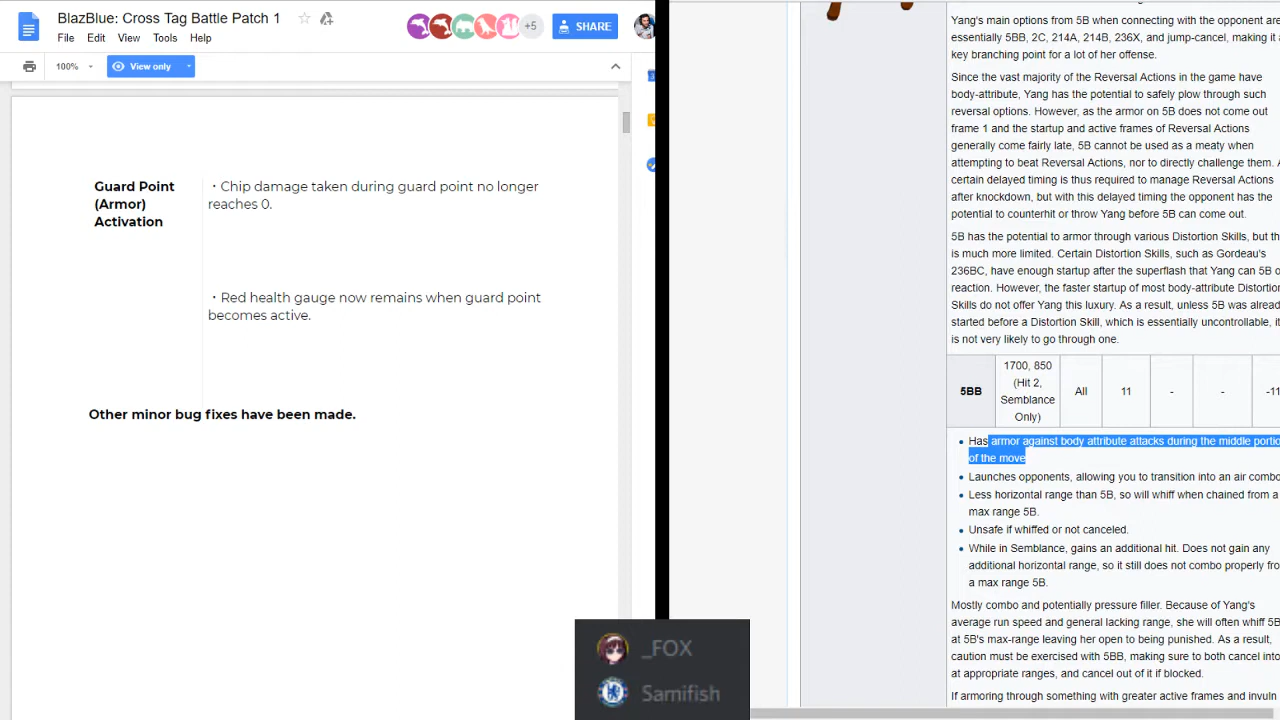 BlazBlue: Cross Tag Battle Patch 1
File Edit View Tools Help
+5
SHARE
100%
View only
Guard Point
(Armor)
Activation
・Chip damage taken during guard point no longer
reaches 0.
・Red health gauge now remains when guard point
becomes active.
Other minor bug fixes have been made.
Yang's main options from 5B when connecting with the opponent are
essentially 5BB, 2C, 214A, 214B, 236X, and jump-cancel, making it a
key branching point for a lot of her offense.
Since the vast majority of the Reversal Actions in the game have
body-attribute, Yang has the potential to safely plow through such
reversal options. However, as the armor on 5B does not come out
frame 1 and the startup and active frames of Reversal Actions
generally come fairly late, 5B cannot be used as a meaty when
attempting to beat Reversal Actions, nor to directly challenge them. A
certain delayed timing is thus required to manage Reversal Actions
after knockdown, but with this delayed timing the opponent has the
potential to counterhit or throw Yang before 5B can come out.
5B has the potential to armor through various Distortion Skills, but th
is much more limited. Certain Distortion Skills, such as Gordeau's
236BC, have enough startup after the superflash that Yang can 5B o
reaction. However, the faster startup of most body-attribute Distortion
Skills do not offer Yang this luxury. As a result, unless 5B was alread
started before a Distortion Skill, which is essentially uncontrollable, it
is not very likely to go through one.
5BB
1700, 850
(Hit 2,
Semblance
Only)
All
11
-
-
-11
Has armor against body attribute attacks during the middle portio
of the move
Launches opponents, allowing you to transition into an air combo
Less horizontal range than 5B, so will whiff when chained from a
max range 5B.
Unsafe if whiffed or not canceled.
While in Semblance, gains an additional hit. Does not gain any
additional horizontal range, so it still does not combo properly fro
a max range 5B.
Mostly combo and potentially pressure filler. Because of Yang's
average run speed and general lacking range, she will often whiff 5B
at 5B's max-range leaving her open to being punished. As a result,
caution must be exercised with 5BB, making sure to both cancel into
at appropriate ranges, and cancel out of it if blocked.
If armoring through something with greater active frames and invuln
_FOX
Samifish